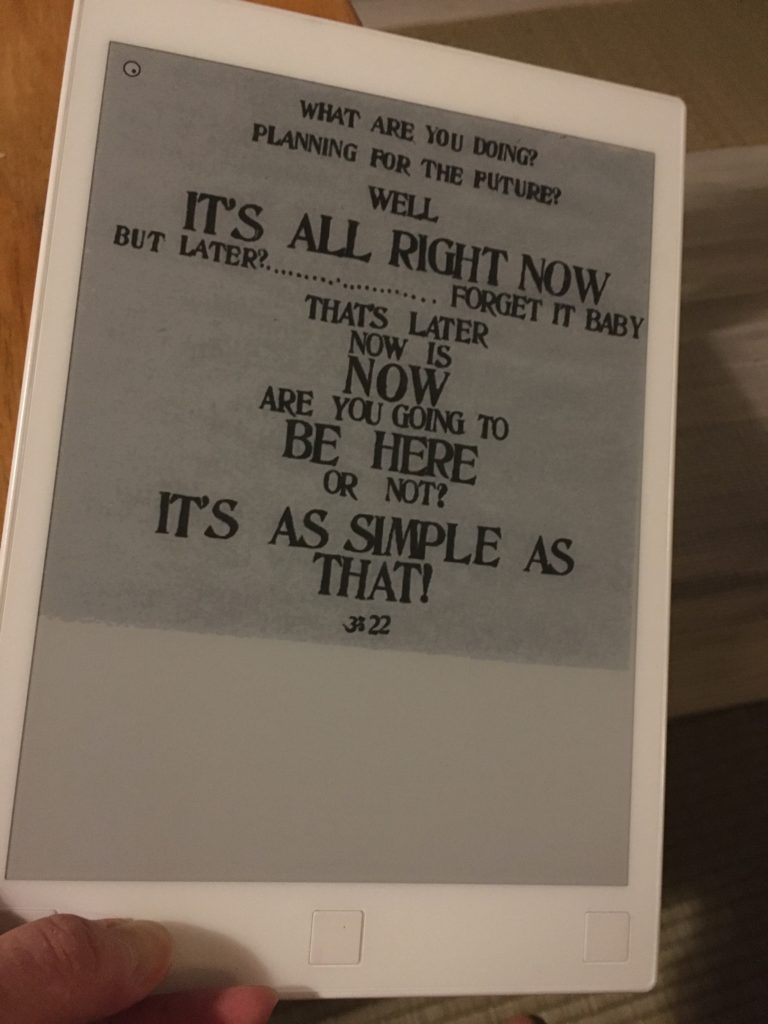 WHAT ARE YOU DOING?
PLANNING FOR THE FUTURE?
WELL
IT'S ALL RIGHT NOW
BUT LATER?........................ FORGET IT BABY
THAT'S LATER
NOW IS
NOW
ARE YOU GOING TO
BE HERE
OR NOT?
IT'S AS SIMPLE AS
THAT!
ॐ 22